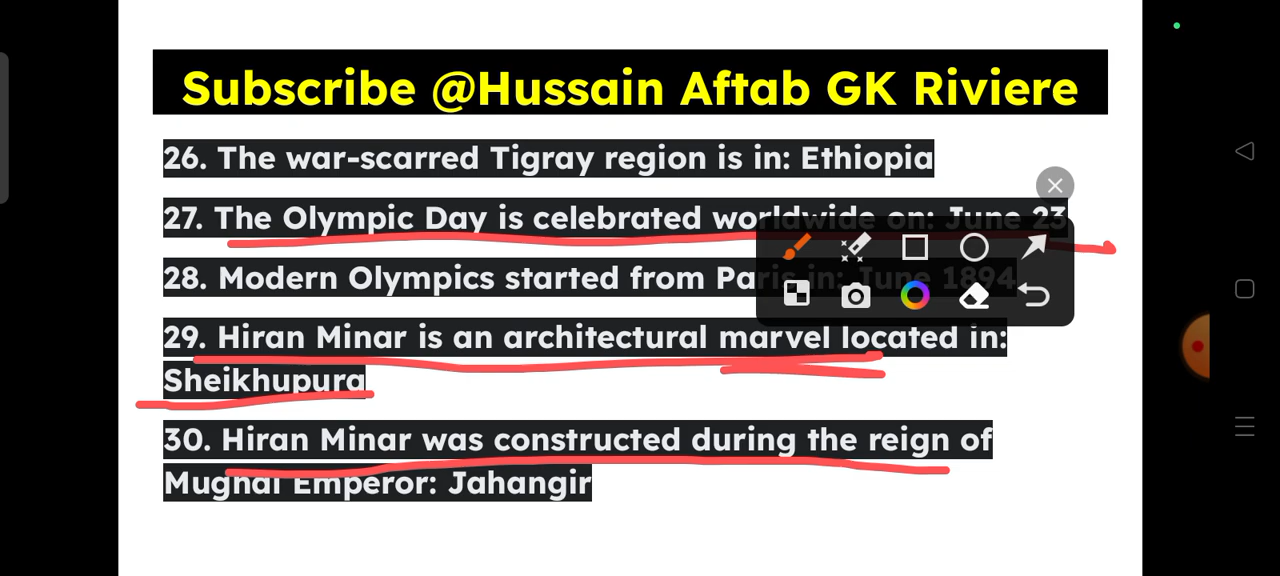 Subscribe @Hussain Aftab GK Riviere
26. The war-scarred Tigray region is in: Ethiopia
27. The Olympic Day is celebrated worldwide on: June 23
28. Modern Olympics started from Paris in: June 1894
29. Hiran Minar is an architectural marvel located in:
Sheikhupura
30. Hiran Minar was constructed during the reign of
Mughal Emperor: Jahangir